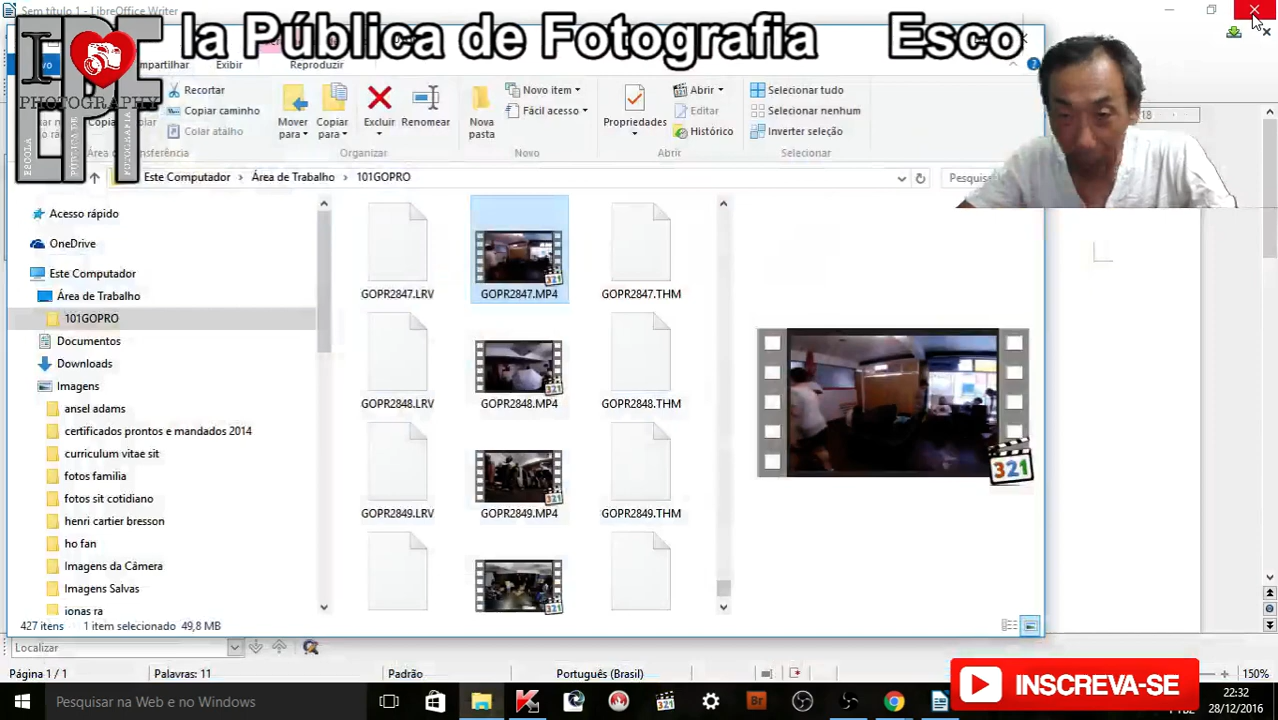 Sem título 1 - LibreOffice Writer
la Pública de Fotografia Esco
PHOTOGRAPHY
ESCOLA
PÚBLICA DE
FOTOGRAFIA
Exibir
Reproduzir
Recortar
Copiar caminho
Colar atalho
Mover para
Copiar para
Excluir
Renomear
Organizar
Nova pasta
Novo item
Fácil acesso
Novo
Propriedades
Abrir
Editar
Histórico
Abrir
Selecionar tudo
Selecionar nenhum
Inverter seleção
Selecionar
18
Este Computador > Área de Trabalho > 101GOPRO
Acesso rápido
OneDrive
Este Computador
Área de Trabalho
101GOPRO
Documentos
Downloads
Imagens
ansel adams
certificados prontos e mandados 2014
curriculum vitae sit
fotos familia
fotos sit cotidiano
henri cartier bresson
ho fan
Imagens da Câmera
Imagens Salvas
ionas ra
GOPR2847.LRV
GOPR2847.MP4
GOPR2847.THM
GOPR2848.LRV
GOPR2848.MP4
GOPR2848.THM
GOPR2849.LRV
GOPR2849.MP4
GOPR2849.THM
321
427 itens 1 item selecionado 49,8 MB
Localizar
Página 1 / 1 Palavras: 11 Padrão Português (Brasil) 150%
INSCREVA-SE
Pesquisar na Web e no Windows
Br
22:32
28/12/2016